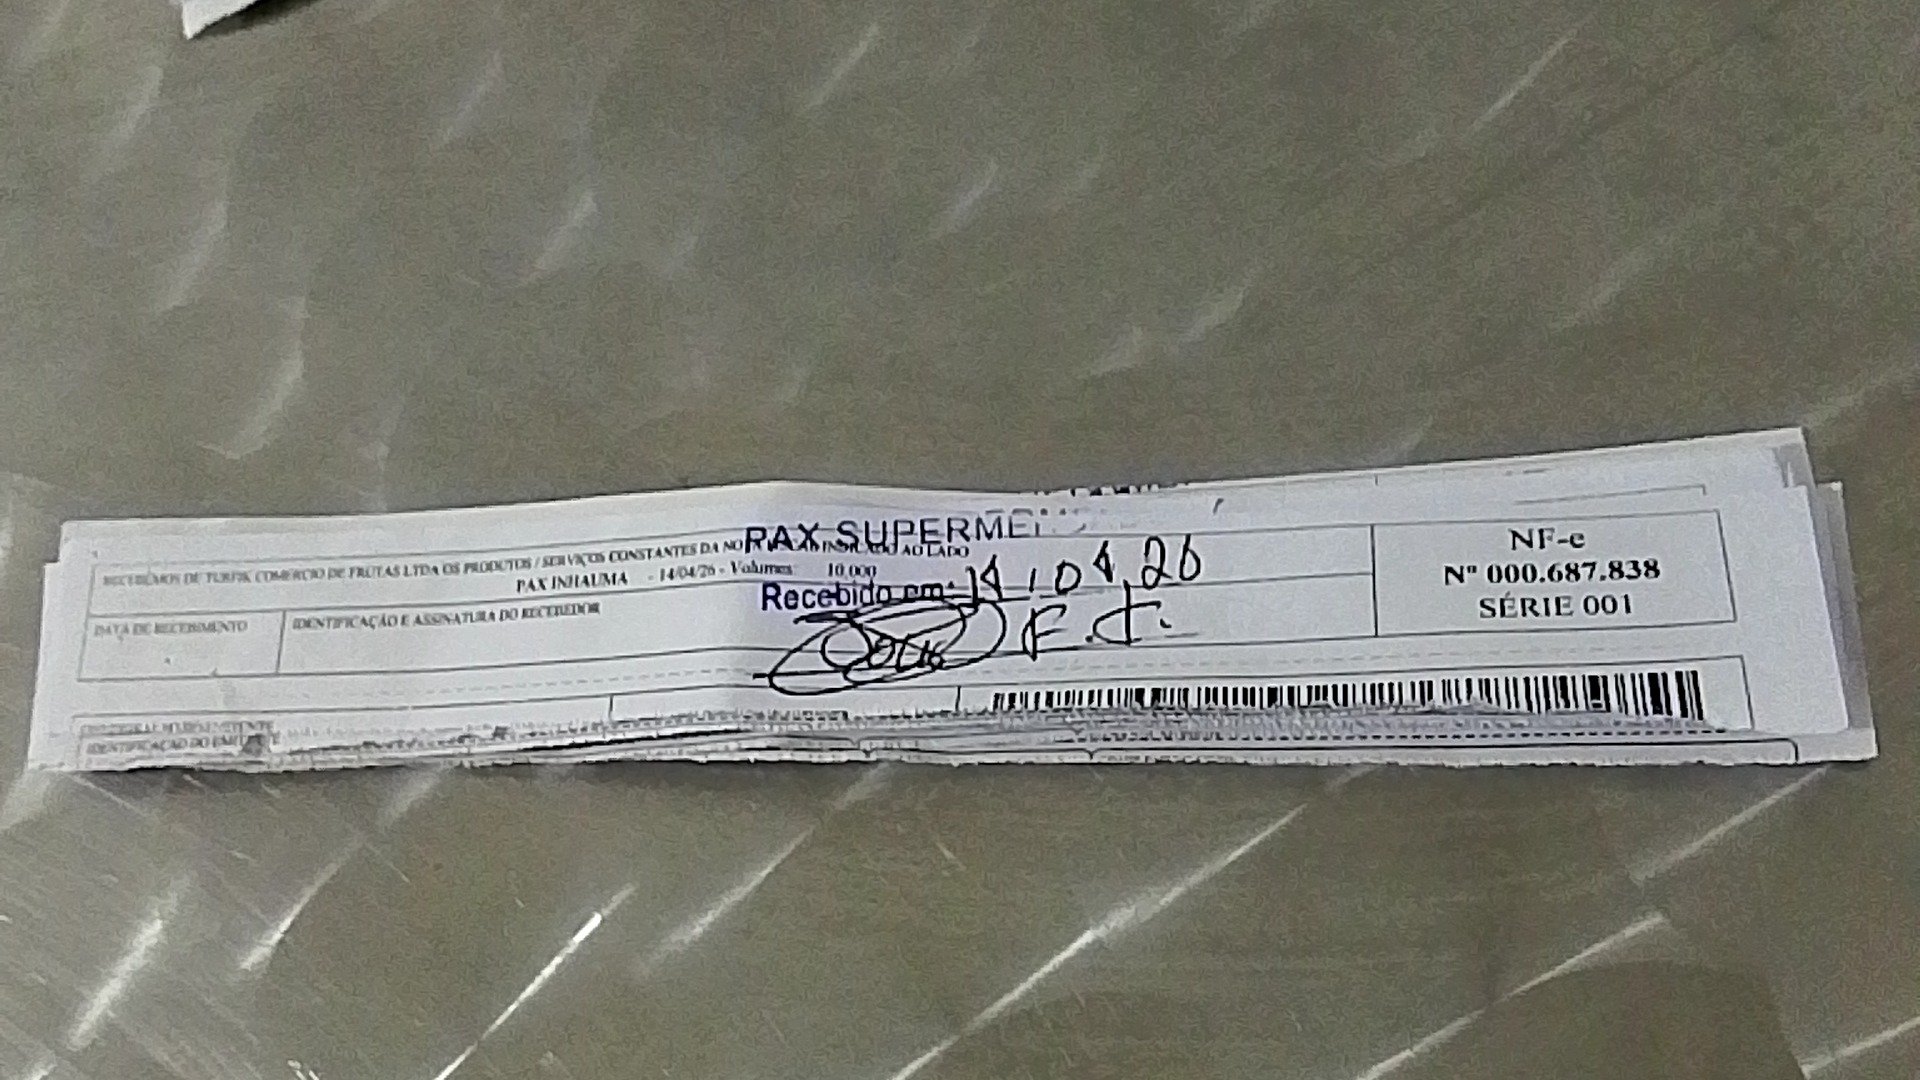 PAX SUPERME
RECEBEMOS DE COMERCIO DE FRUTAS LTDA OS PRODUTOS / SERVIÇOS CONSTANTES DA AO LADO
PAX INHAUMA - 14/04/26 - Volumes: 10.000
Recebido em: 14/04/26
F.
DATA DE RECEBIMENTO
IDENTIFICAÇÃO E ASSINATURA DO RECEBEDOR
NF-e
Nº 000.687.838
SÉRIE 001
IDENTIFICAÇÃO DO